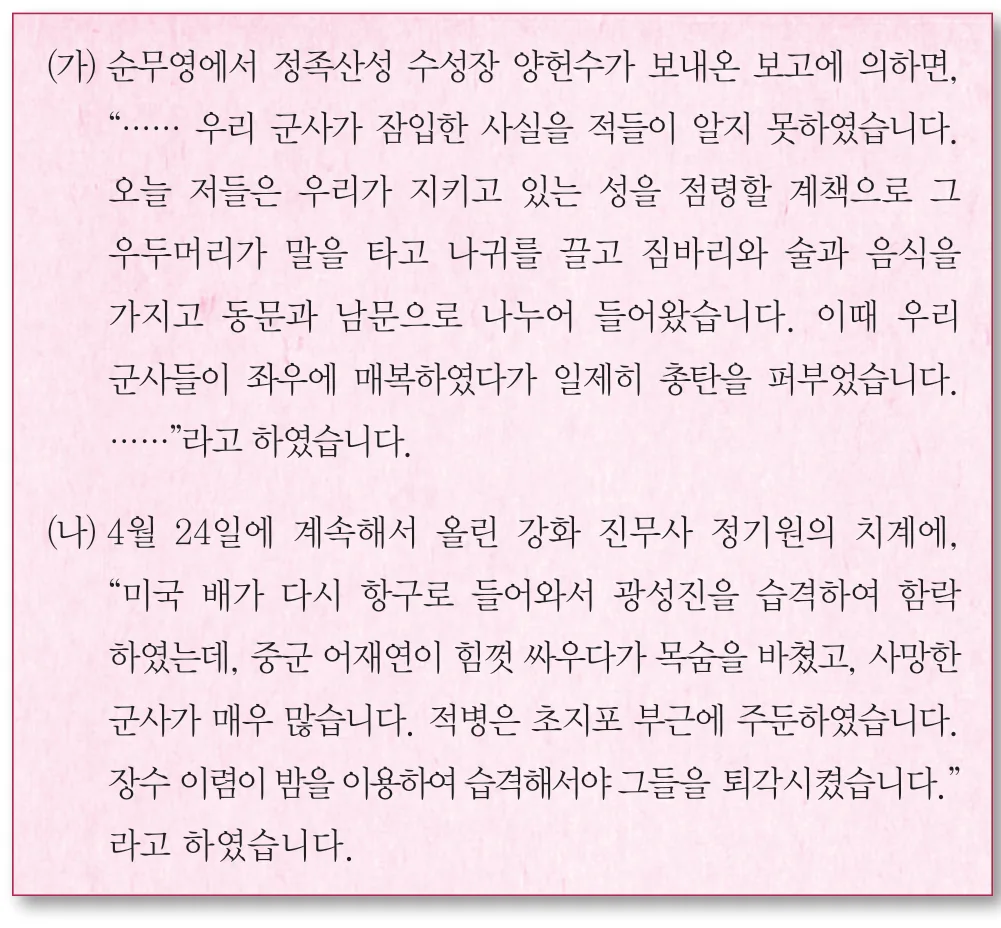 (가) 순무영에서 정족산성 수성장 양헌수가 보내온 보고에 의하면,
“…… 우리 군사가 잠입한 사실을 적들이 알지 못하였습니다.
오늘 저들은 우리가 지키고 있는 성을 점령할 계책으로 그
우두머리가 말을 타고 나귀를 끌고 짐바리와 술과 음식을
가지고 동문과 남문으로 나누어 들어왔습니다. 이때 우리
군사들이 좌우에 매복하였다가 일제히 총탄을 퍼부었습니다.
……”라고 하였습니다.
(나) 4월 24일에 계속해서 올린 강화 진무사 정기원의 치계에,
“미국 배가 다시 항구로 들어와서 광성진을 습격하여 함락
하였는데, 중군 어재연이 힘껏 싸우다가 목숨을 바쳤고, 사망한
군사가 매우 많습니다. 적병은 초지포 부근에 주둔하였습니다.
장수 이렴이 밤을 이용하여 습격해서야 그들을 퇴각시켰습니다.”
라고 하였습니다.